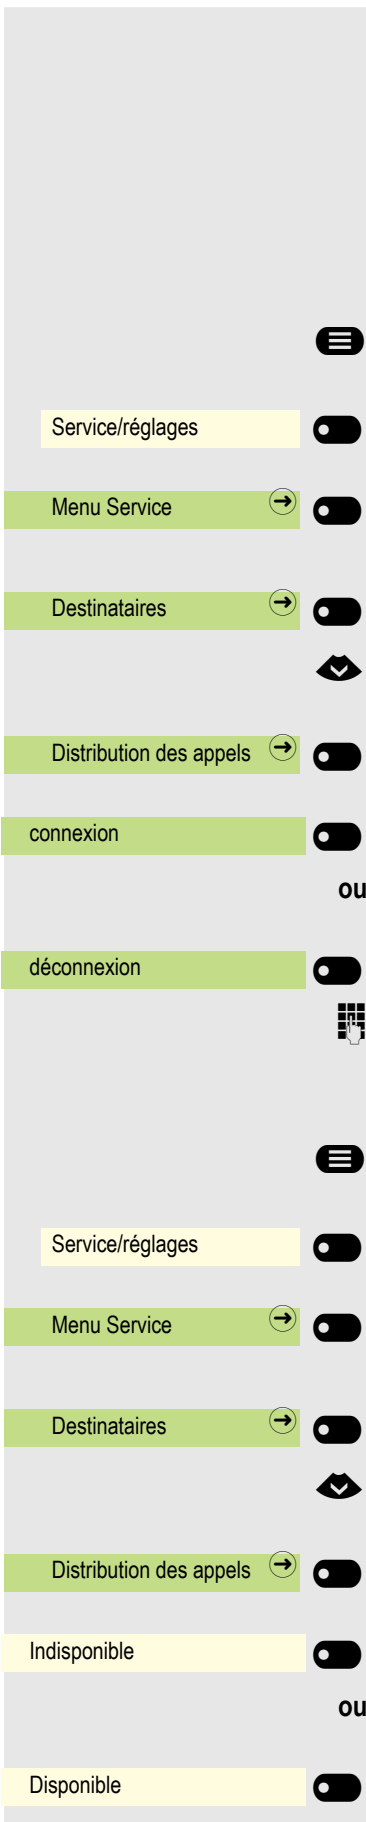 Service/réglages
Menu Service
Destinataires
Distribution des appels
connexion
ou
déconnexion
Service/réglages
Menu Service
Destinataires
Distribution des appels
Indisponible
ou
Disponible